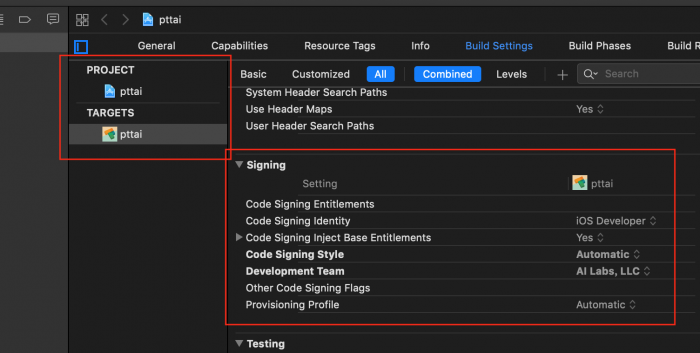 pttai
General Capabilities Resource Tags Info Build Settings Build Phases Build R
PROJECT
pttai
TARGETS
pttai
Basic Customized All Combined Levels + Search
System Header Search Paths
Use Header Maps Yes
User Header Search Paths
Signing
Setting pttai
Code Signing Entitlements
Code Signing Identity iOS Developer
Code Signing Inject Base Entitlements Yes
Code Signing Style Automatic
Development Team AI Labs, LLC
Other Code Signing Flags
Provisioning Profile Automatic
Testing